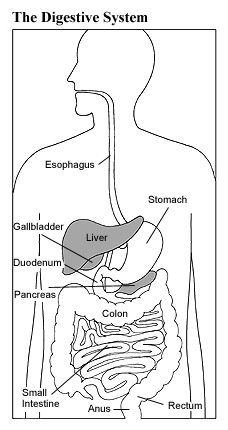 The Digestive System
Esophagus
Stomach
Gallbladder
Liver
Duodenum
Pancreas
Colon
Small
Intestine
Anus
Rectum